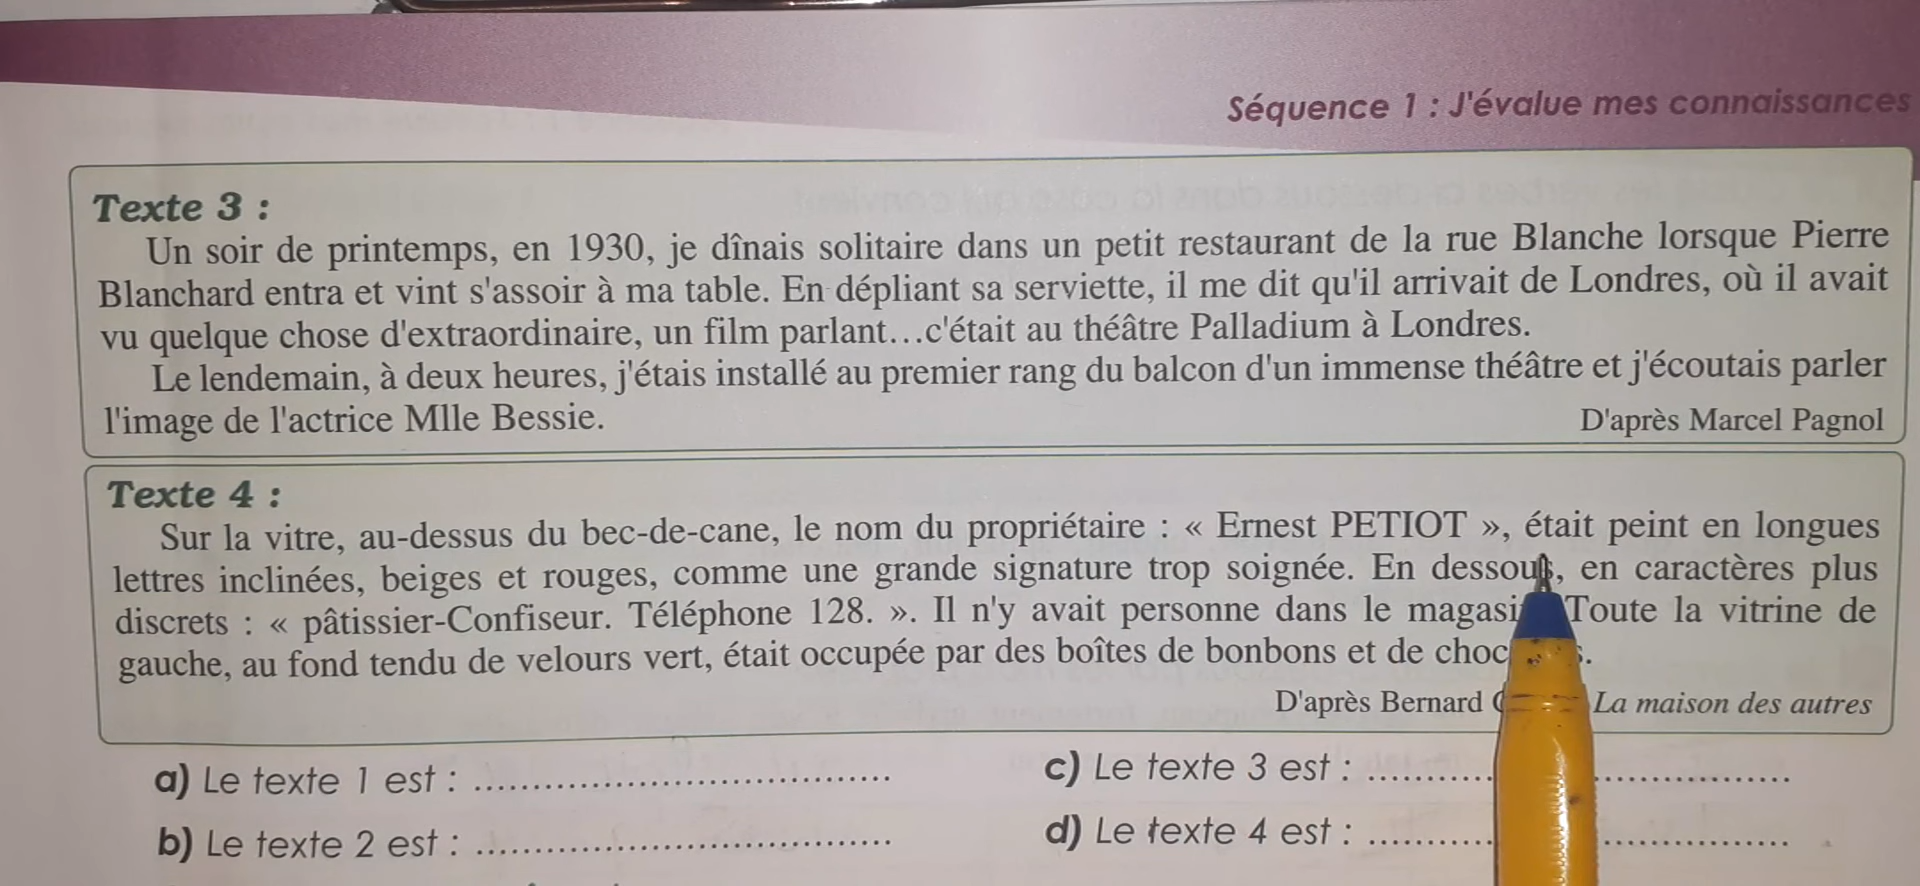 Séquence 1 : J'évalue mes connaissances
Texte 3 :
Un soir de printemps, en 1930, je dînais solitaire dans un petit restaurant de la rue Blanche lorsque Pierre
Blanchard entra et vint s'assoir à ma table. En dépliant sa serviette, il me dit qu'il arrivait de Londres, où il avait
vu quelque chose d'extraordinaire, un film parlant...c'était au théâtre Palladium à Londres.
Le lendemain, à deux heures, j'étais installé au premier rang du balcon d'un immense théâtre et j'écoutais parler
l'image de l'actrice Mlle Bessie.
D'après Marcel Pagnol
Texte 4 :
Sur la vitre, au-dessus du bec-de-cane, le nom du propriétaire : « Ernest PETIOT », était peint en longues
lettres inclinées, beiges et rouges, comme une grande signature trop soignée. En dessous, en caractères plus
discrets : « pâtissier-Confiseur. Téléphone 128. ». Il n'y avait personne dans le Toute la vitrine de
gauche, au fond tendu de velours vert, était occupée par des boîtes de bonbons et de
D'après Bernard La maison des autres
a) Le texte 1 est : ........................................
c) Le texte 3 est : ........................................
b) Le texte 2 est : ........................................
d) Le texte 4 est : ........................................